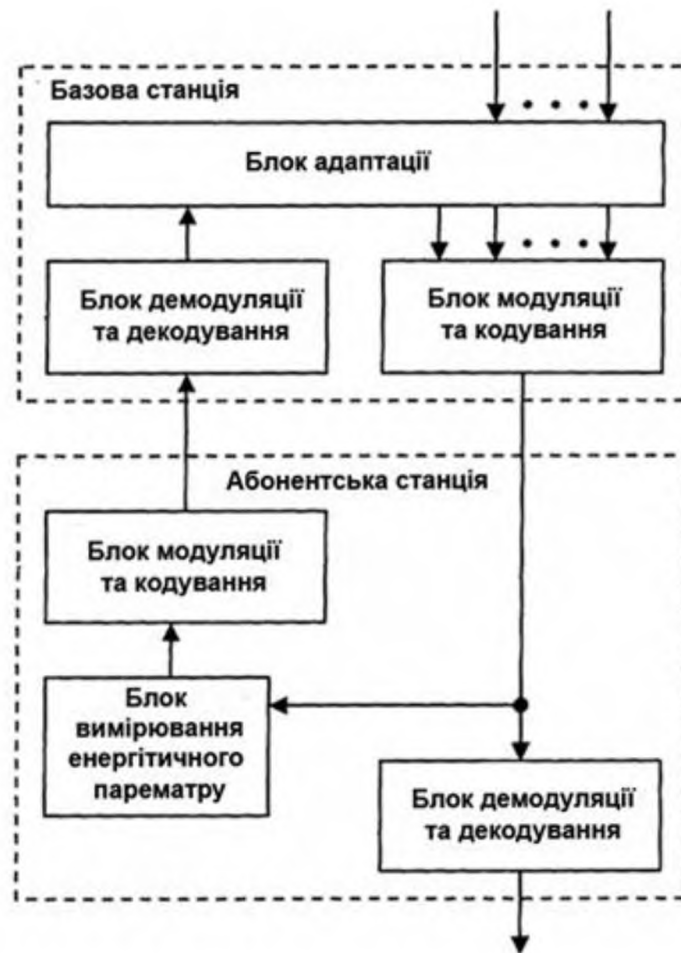 Базова станція
Блок адаптації
Блок демодуляції
та декодування
Блок модуляції
та кодування
Абонентська станція
Блок модуляції
та кодування
Блок
вимірювання
енергітичного
парематру
Блок демодуляції
та декодування